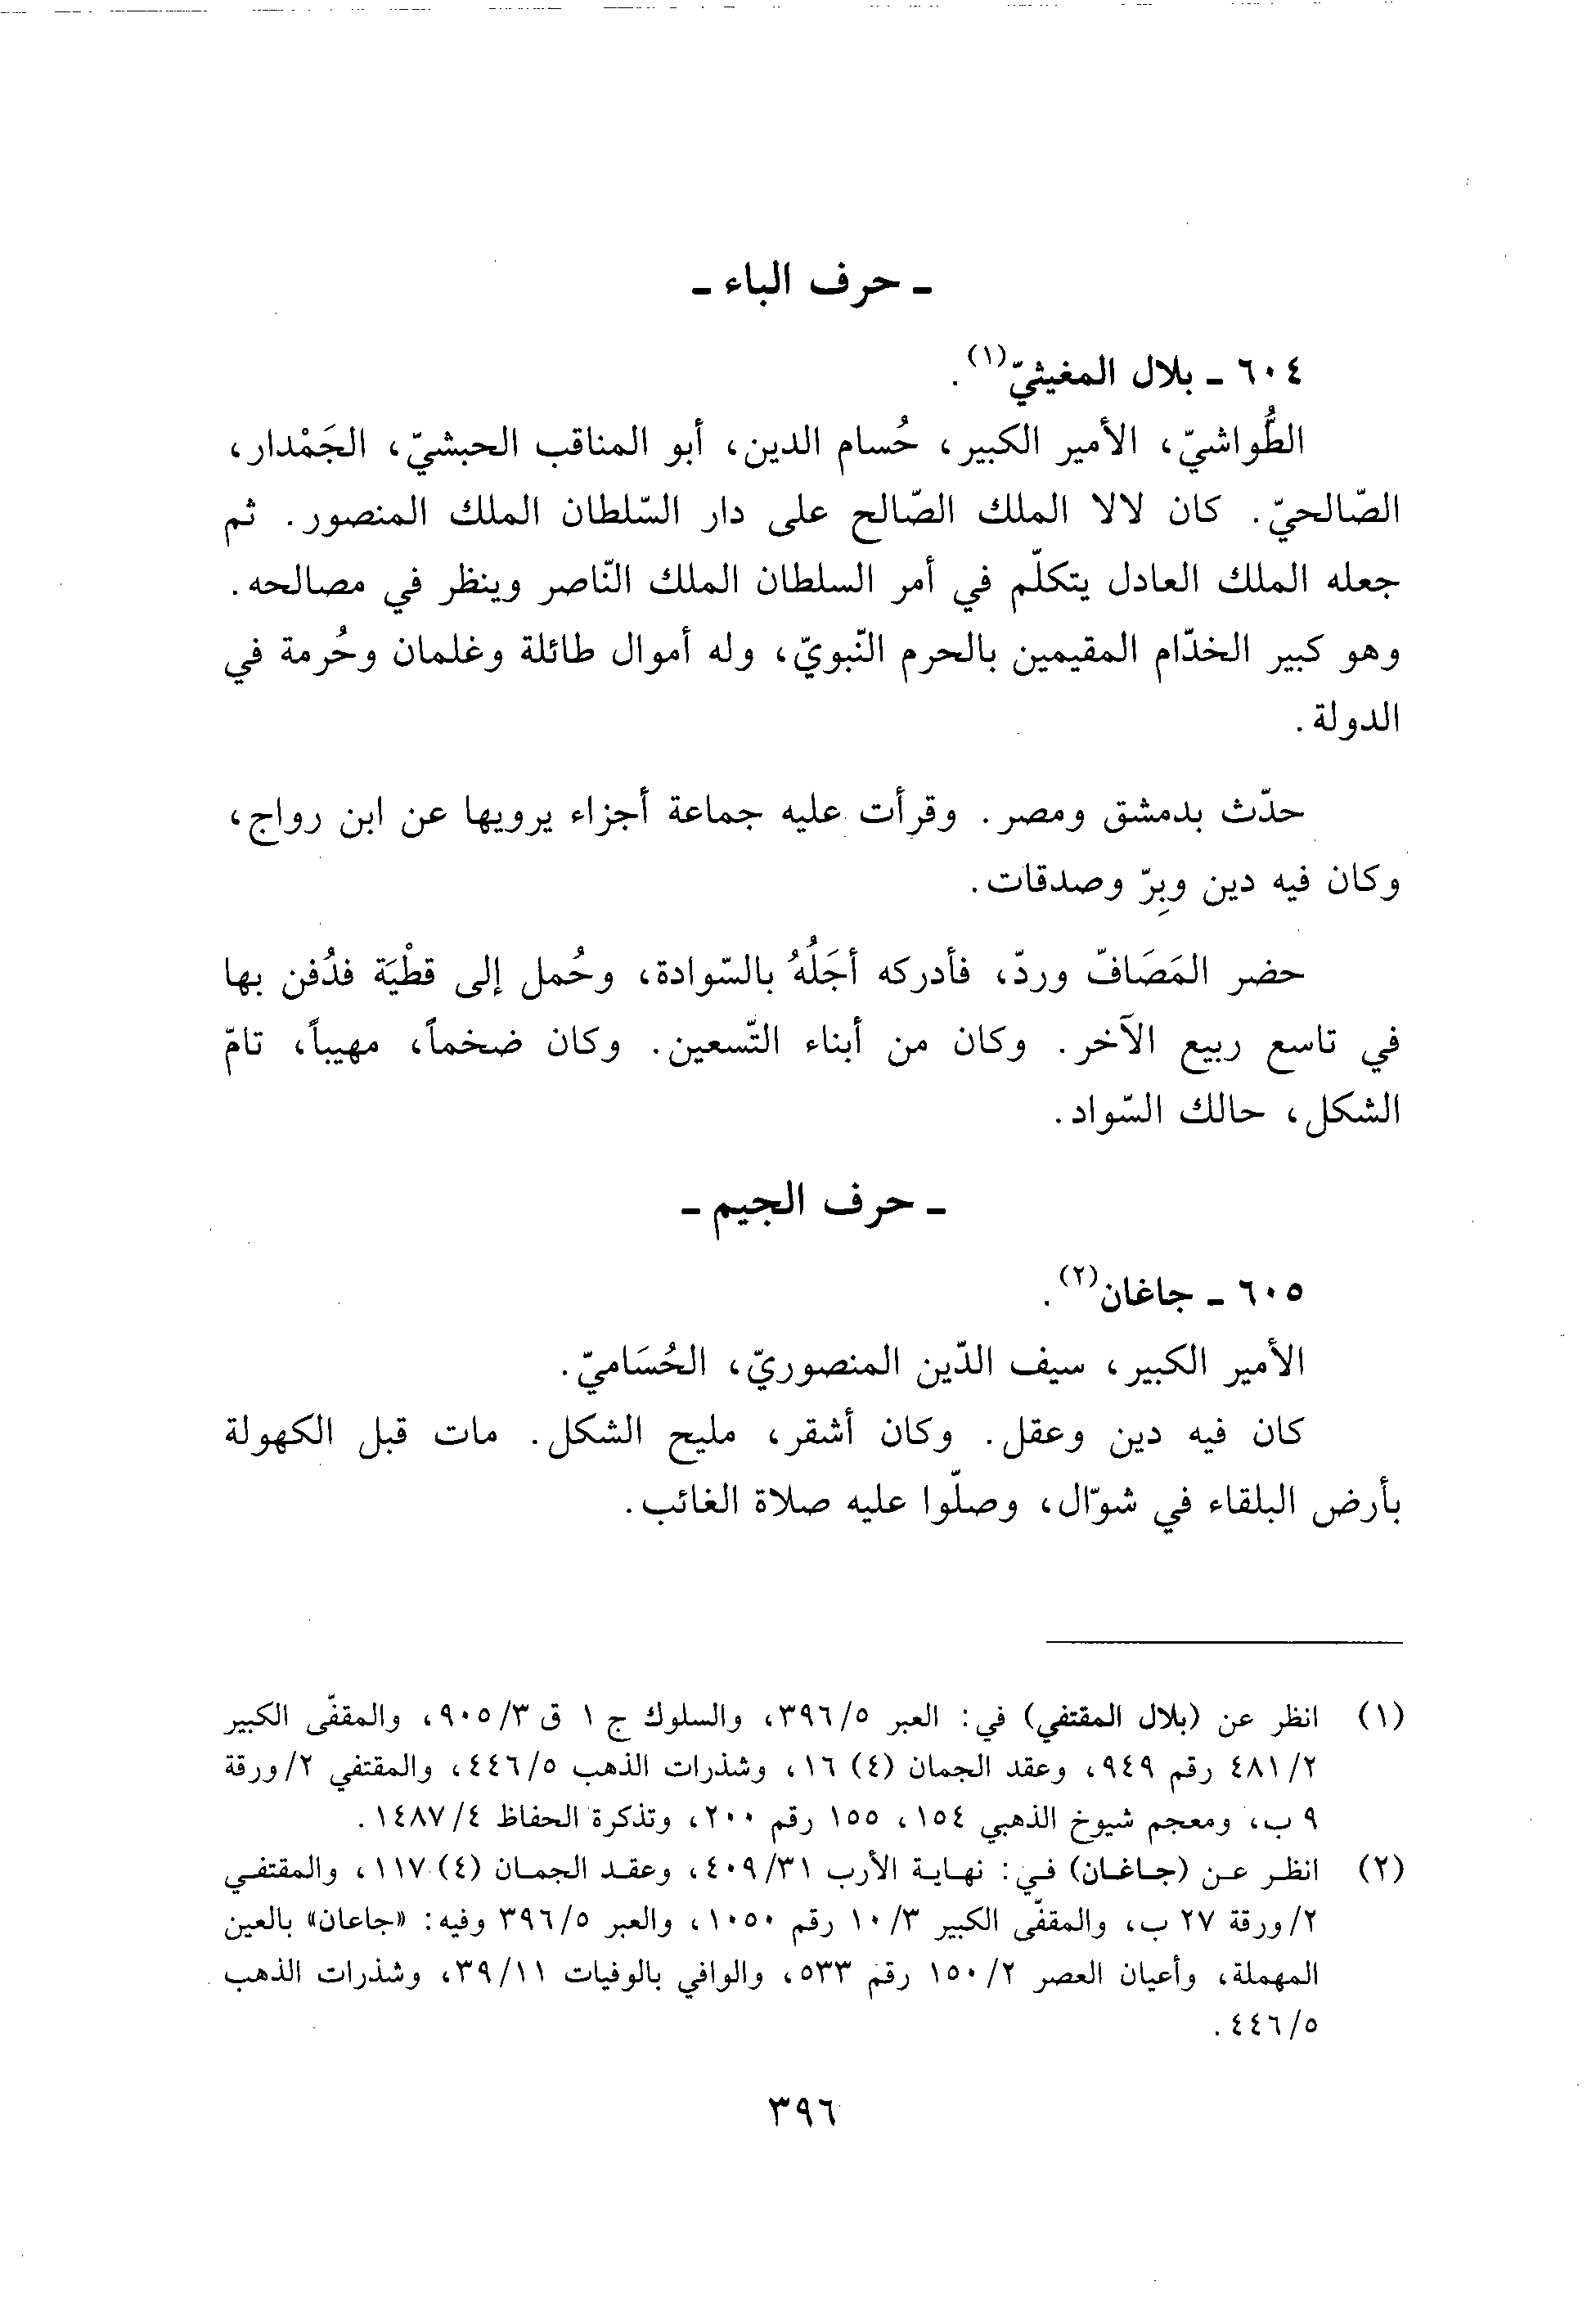 ـ حرف الباء ـ
٦٠٤ ـ بلال المغيثيّ(١).
الطُّواشيّ، الأمير الكبير، حُسام الدين، أبو المناقب الحبشيّ، الجَمْدار،
الصّالحيّ. كان لالا الملك الصّالح على دار السّلطان الملك المنصور. ثم
جعله الملك العادل يتكلّم في أمر السلطان الملك النّاصر وينظر في مصالحه.
وهو كبير الخدّام المقيمين بالحرم النّبويّ، وله أموال طائلة وغلمان وحُرمة في
الدولة.
حدّث بدمشق ومصر. وقرأت عليه جماعة أجزاء يرويها عن ابن رواج،
وكان فيه دين وبِرّ وصدقات.
حضر المَصَافّ وردّ، فأدركه أجَلُهُ بالسّوادة، وحُمل إلى قطْيَة فدُفن بها
في تاسع ربيع الآخر. وكان من أبناء التّسعين. وكان ضخماً، مهيباً، تامّ
الشكل، حالك السّواد.
ـ حرف الجيم ـ
٦٠٥ ـ جاغان(٢).
الأمير الكبير، سيف الدّين المنصوريّ، الحُسَاميّ.
كان فيه دين وعقل. وكان أشقر، مليح الشكل. مات قبل الكهولة
بأرض البلقاء في شوّال، وصلّوا عليه صلاة الغائب.
(١) انظر عن (بلال المقتفي) في: العبر ٣٩٦/٥، والسلوك ج ١ ق ٩٠٥/٣، والمقفّى الكبير
٤٨١/٢ رقم ٩٤٩، وعقد الجمان (٤) ١٦، وشذرات الذهب ٤٤٦/٥، والمقتفي ٢/ورقة
٩ ب، ومعجم شيوخ الذهبي ١٥٤، ١٥٥ رقم ٢٠٠، وتذكرة الحفاظ ١٤٨٧/٤.
(٢) انظر عن (جاغان) في: نهاية الأرب ٤٠٩/٣١، وعقد الجمان (٤) ١١٧، والمقتفي
٢/ورقة ٢٧ ب، والمقفّى الكبير ١٠/٣ رقم ١٠٥٠، والعبر ٣٩٦/٥ وفيه: «جاعان» بالعين
المهملة، وأعيان العصر ١٥٠/٢ رقم ٥٣٣، والوافي بالوفيات ٣٩/١١، وشذرات الذهب
٤٤٦/٥.
٣٩٦